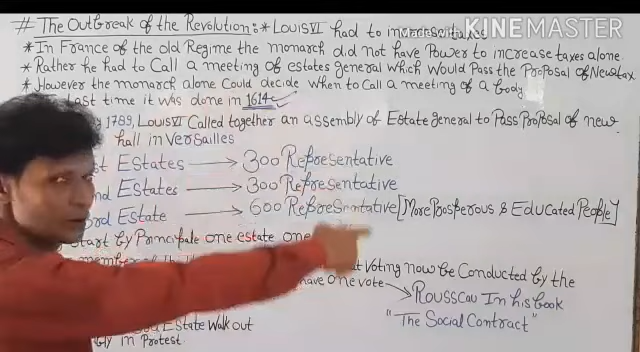 # The Outbreak of the Revolution:- * Louis VI had to increse taxes
KINEMASTER
* In France of the old Regime the monarch did not have Power to increase taxes alone.
* Rather he had to Call a meeting of estates general which Would Pass the Proposal of New tax.
* However the monarch alone Could decide when to Call a meeting of a body.
last time it was done in 1614
1789, Louis VI Called together an assembly of Estate general to Pass ProPosal of new
hall in Versailles
Estates → 300 Representative
Estates → 300 Representative
Estate → 600 Representative [More Prosperous & Educated People]
Start by Principale one estate one
Voting now be Conducted by the
have one vote → Rousseau In his book
"The Social Contract"
Estate Walk out
in Protest.